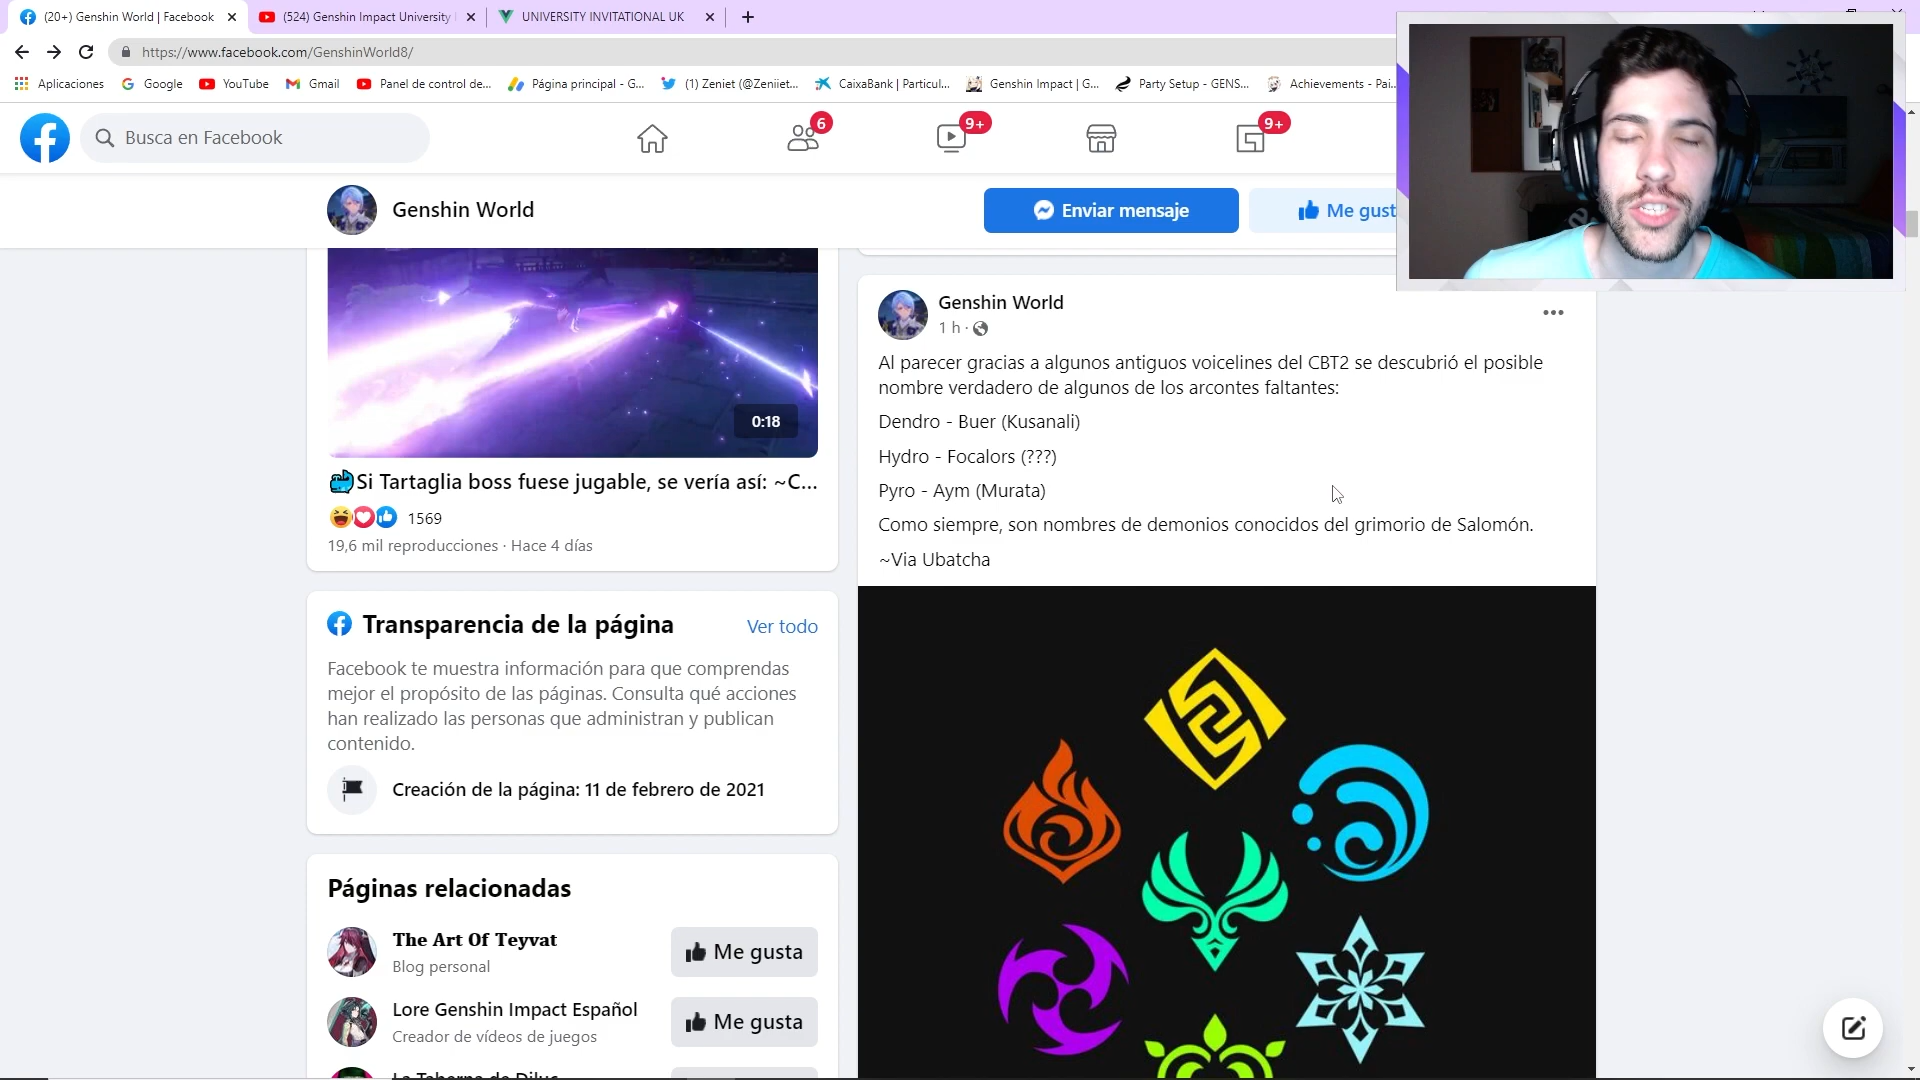 (20+) Genshin World | Facebook
(524) Genshin Impact University
UNIVERSITY INVITATIONAL UK
https://www.facebook.com/GenshinWorld8/
Aplicaciones
Google
YouTube
Gmail
Panel de control de...
Página principal - G...
(1) Zeniet (@Zeniiet...
CaixaBank | Particul...
Genshin Impact | G...
Party Setup - GENS...
Achievements - Pai...
Busca en Facebook
6
9+
9+
Genshin World
Enviar mensaje
Me gust
0:18
Si Tartaglia boss fuese jugable, se vería así: ~C...
1569
19,6 mil reproducciones · Hace 4 días
Transparencia de la página
Ver todo
Facebook te muestra información para que comprendas
mejor el propósito de las páginas. Consulta qué acciones
han realizado las personas que administran y publican
contenido.
Creación de la página: 11 de febrero de 2021
Páginas relacionadas
The Art Of Teyvat
Blog personal
Me gusta
Lore Genshin Impact Español
Creador de vídeos de juegos
Me gusta
Genshin World
1 h ·
Al parecer gracias a algunos antiguos voicelines del CBT2 se descubrió el posible
nombre verdadero de algunos de los arcontes faltantes:
Dendro - Buer (Kusanali)
Hydro - Focalors (???)
Pyro - Aym (Murata)
Como siempre, son nombres de demonios conocidos del grimorio de Salomón.
~Via Ubatcha